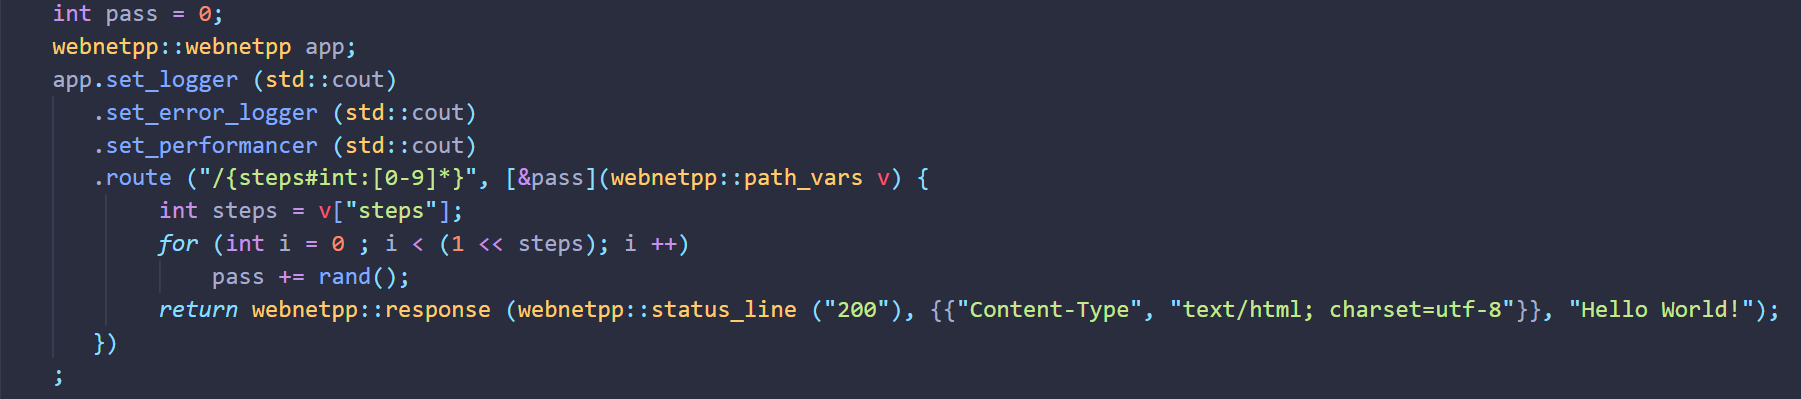 int pass = 0;
webnetpp::webnetpp app;
app.set_logger (std::cout)
.set_error_logger (std::cout)
.set_performancer (std::cout)
.route ("/{steps#int:[0-9]*}", [&pass](webnetpp::path_vars v) {
int steps = v["steps"];
for (int i = 0 ; i < (1 << steps); i ++)
pass += rand();
return webnetpp::response (webnetpp::status_line ("200"), {{"Content-Type", "text/html; charset=utf-8"}}, "Hello World!");
})
;